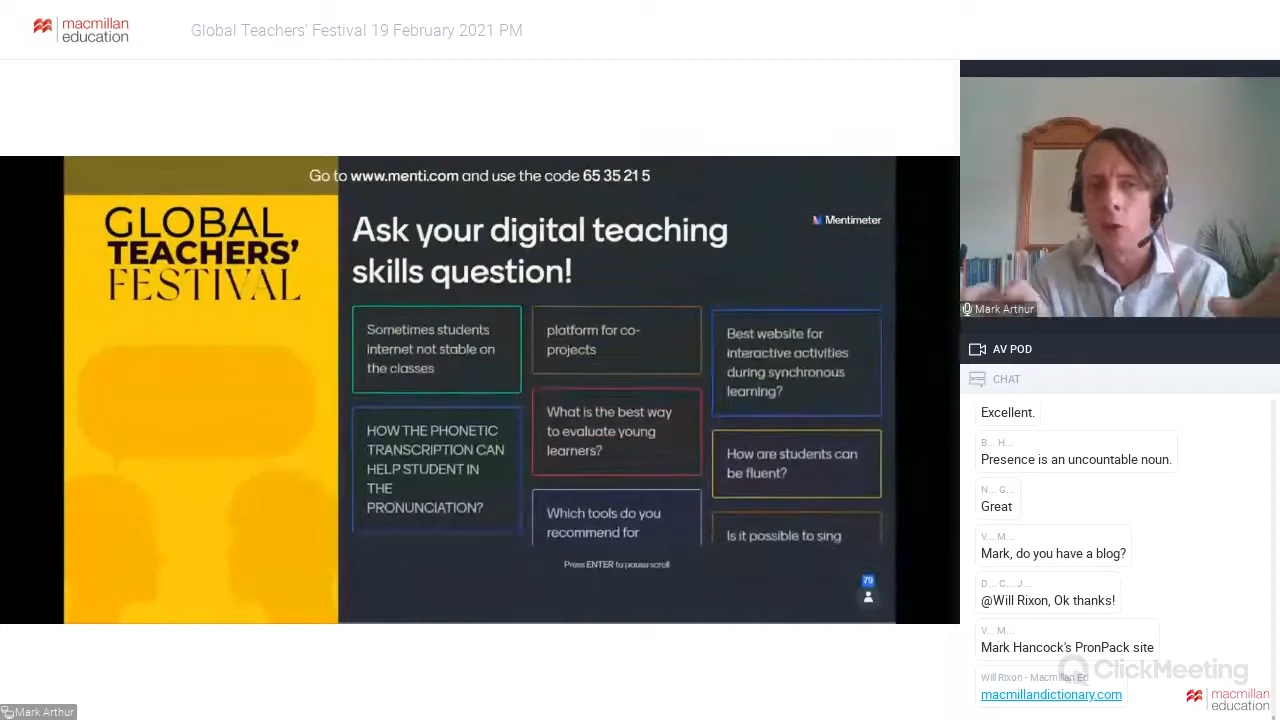 macmillan
education
Global Teachers' Festival 19 February 2021 PM
Go to www.menti.com and use the code 65 35 21 5
GLOBAL
TEACHERS'
FESTIVAL
Ask your digital teaching
skills question!
Mentimeter
Sometimes students
internet not stable on
the classes
HOW THE PHONETIC
TRANSCRIPTION CAN
HELP STUDENT IN
THE
PRONUNCIATION?
platform for co-
projects
What is the best way
to evaluate young
learners?
Which tools do you
recommend for
Best website for
interactive activities
during synchronous
learning?
How are students can
be fluent?
Is it possible to sing
Press ENTER to pause scroll
79
Mark Arthur
Mark Arthur
AV POD
CHAT
Excellent.
B... H...
Presence is an uncountable noun.
N... G...
Great
V... M...
Mark, do you have a blog?
D... C... J...
@Will Rixon, Ok thanks!
V... M...
Mark Hancock's PronPack site
Will Rixon - Macmillan Ed
macmillandictionary.com
ClickMeeting
macmillan
education